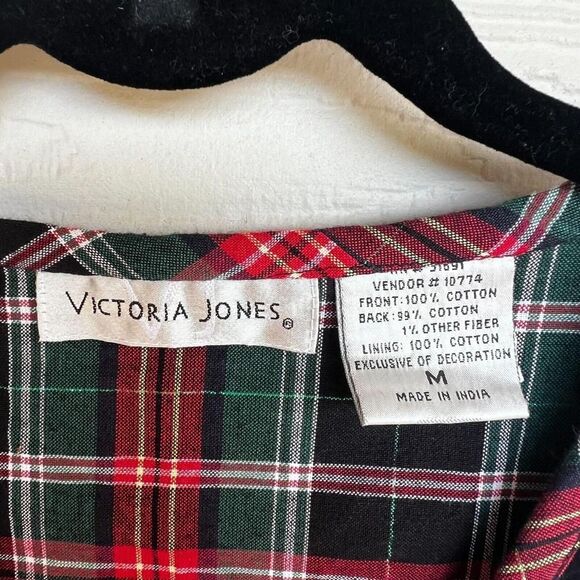 VICTORIA JONES®
# 51691
VENDOR # 10774
FRONT: 100% COTTON
BACK: 99% COTTON
1% OTHER FIBER
LINING: 100% COTTON
EXCLUSIVE OF DECORATION
M
MADE IN INDIA